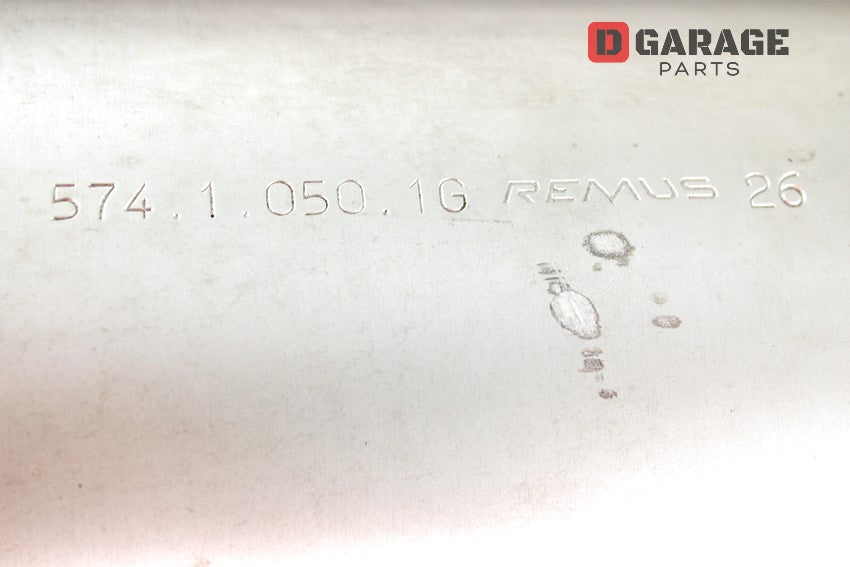 D GARAGE
PARTS
574.1.050.1G REMUS 26